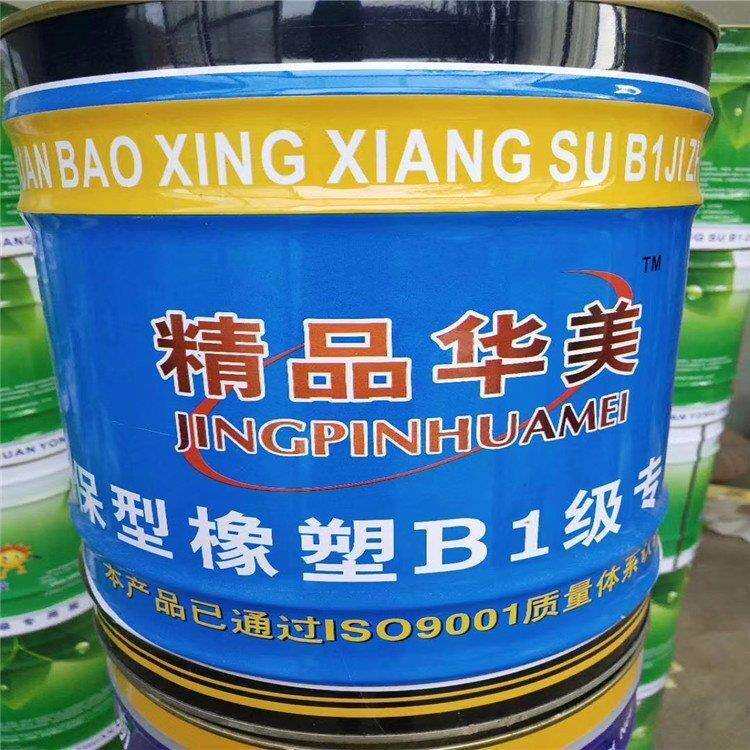 UAN BAO XING XIANG SU B1JI Z
TM
精品华美
JINGPINHUAMEI
保型橡塑B1级专
本产品已通过ISO9001质量体系认